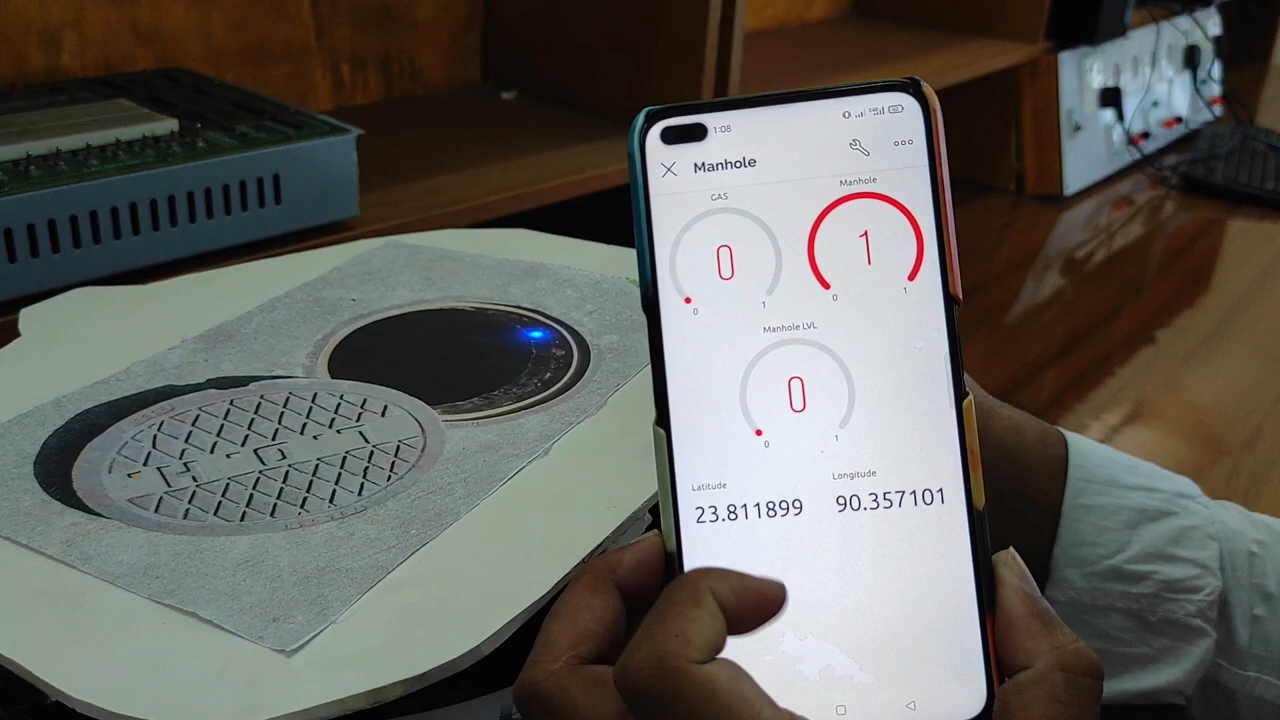 1:08
Manhole
GAS
0
0 1
Manhole
1
0 1
Manhole LVL
0
0 1
Latitude
23.811899
Longitude
90.357101